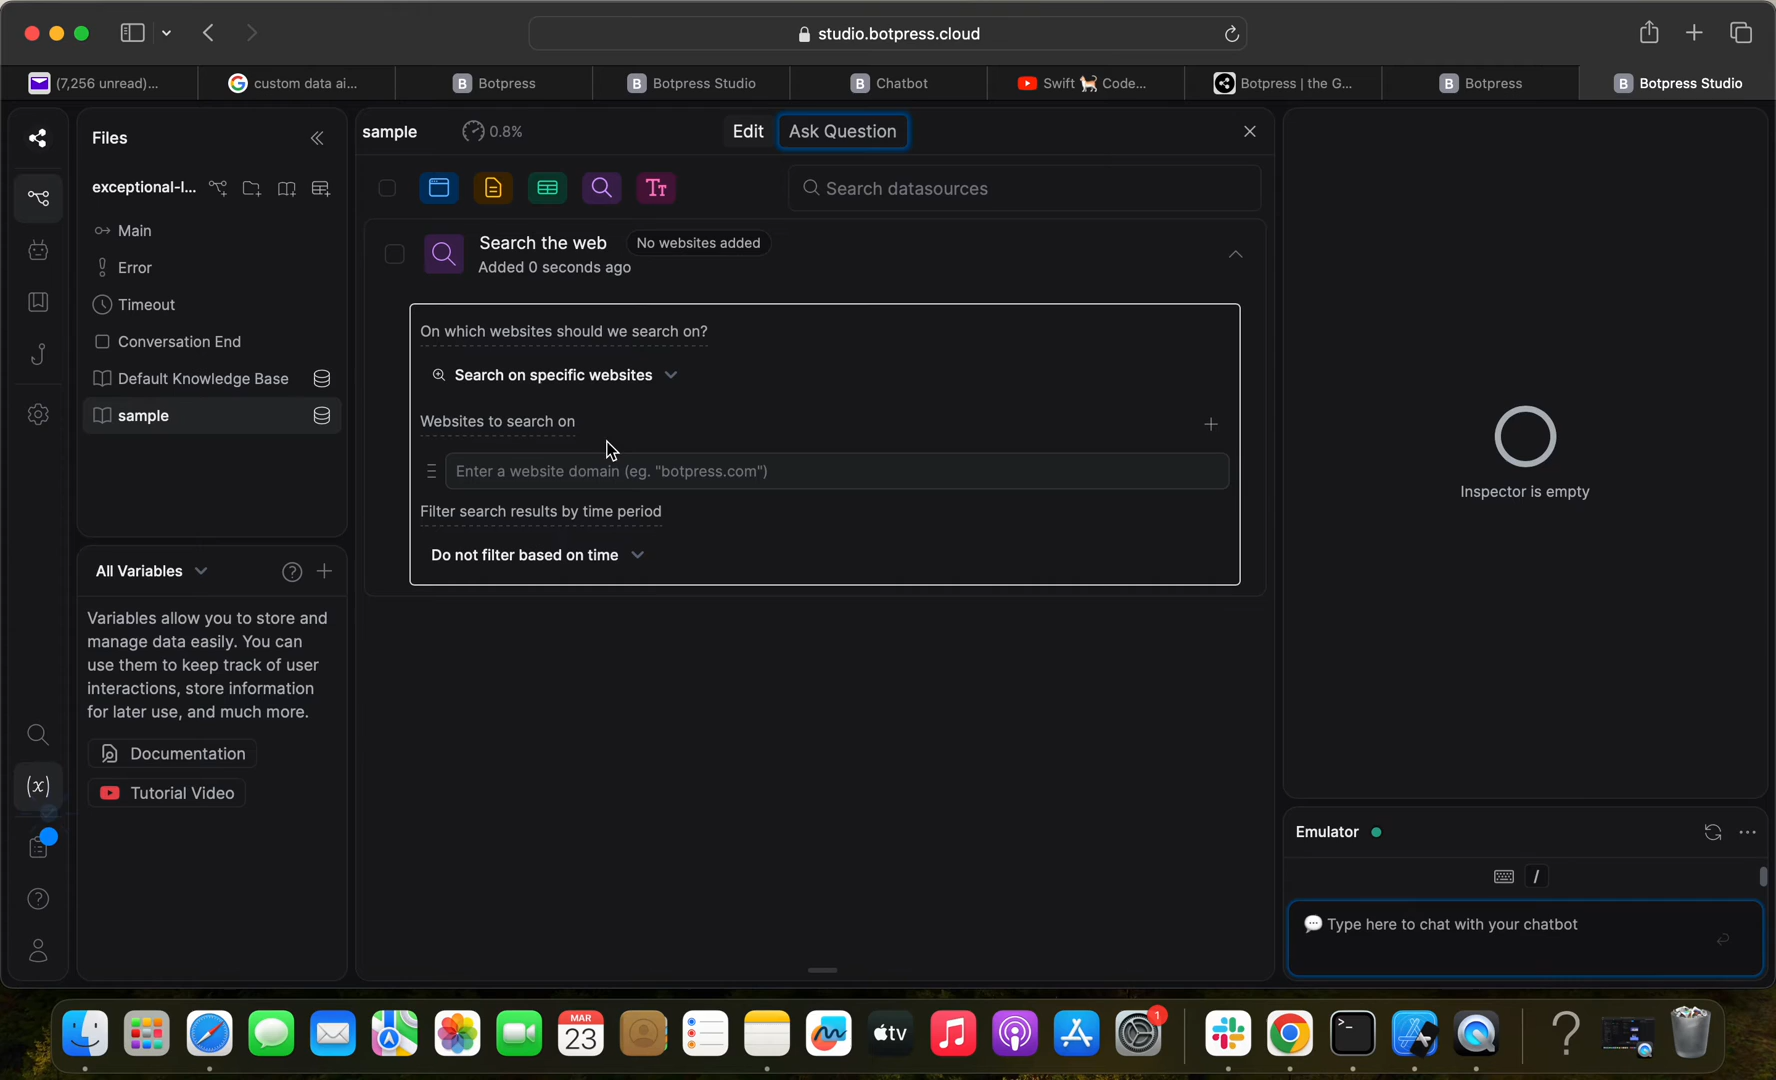 studio.botpress.cloud
(7,256 unread)...
custom data ai...
Botpress
Botpress Studio
Chatbot
Swift 🐈 Code...
Botpress | the G...
Botpress
Botpress Studio
Files
sample
0.8%
Edit
Ask Question
exceptional-l...
Search datasources
Main
Error
Timeout
Conversation End
Default Knowledge Base
sample
Search the web
No websites added
Added 0 seconds ago
On which websites should we search on?
Search on specific websites
Websites to search on
Enter a website domain (eg. "botpress.com")
Filter search results by time period
Do not filter based on time
Inspector is empty
All Variables
Variables allow you to store and
manage data easily. You can
use them to keep track of user
interactions, store information
for later use, and much more.
Documentation
Tutorial Video
(x)
Emulator
/
💬 Type here to chat with your chatbot
MAR
23
tv
1